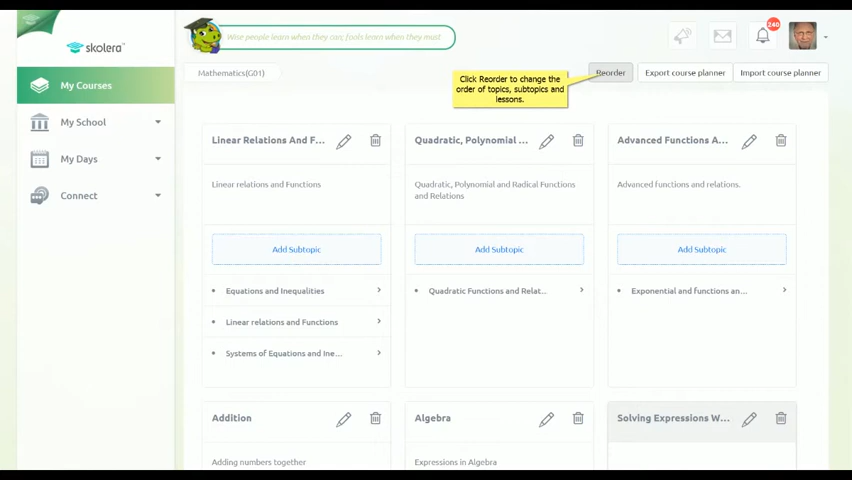 skolera
Wise people learn when they can; fools learn when they must
240
My Courses
My School
My Days
Connect
Mathematics(G01)
Reorder
Export course planner
Import course planner
Click Reorder to change the
order of topics, subtopics and
lessons.
Linear Relations And F...
Linear relations and Functions
Add Subtopic
Equations and Inequalities
Linear relations and Functions
Systems of Equations and Ine...
Quadratic, Polynomial ...
Quadratic, Polynomial and Radical Functions
and Relations
Add Subtopic
Quadratic Functions and Relat...
Advanced Functions A...
Advanced functions and relations.
Add Subtopic
Exponential and functions an...
Addition
Adding numbers together
Algebra
Expressions in Algebra
Solving Expressions W...